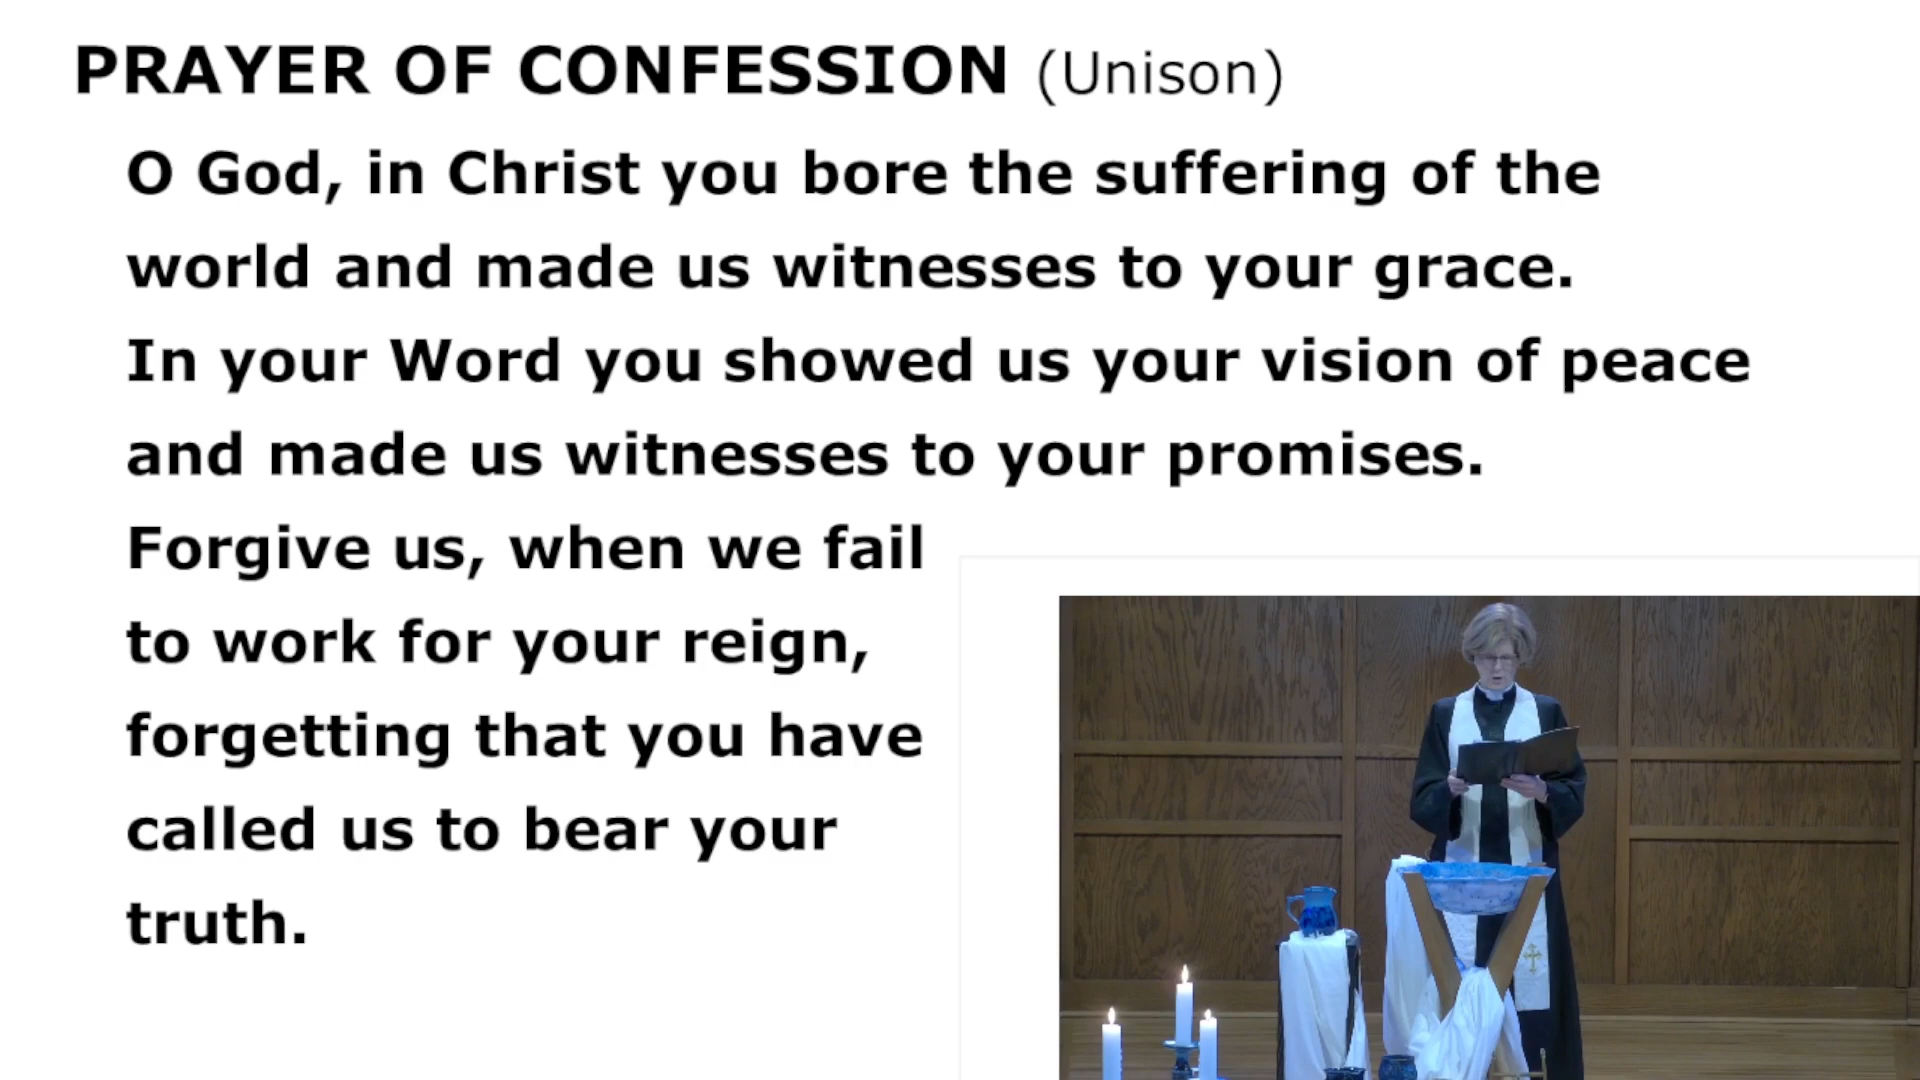 PRAYER OF CONFESSION (Unison)
O God, in Christ you bore the suffering of the
world and made us witnesses to your grace.
In your Word you showed us your vision of peace
and made us witnesses to your promises.
Forgive us, when we fail
to work for your reign,
forgetting that you have
called us to bear your
truth.